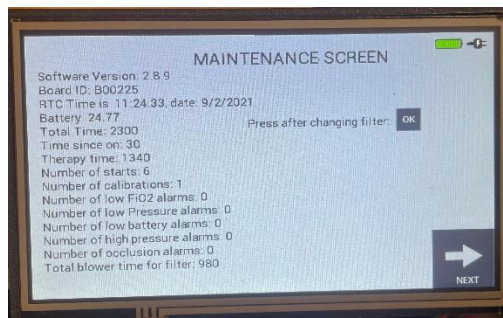 MAINTENANCE SCREEN
Software Version: 2.8.9
Board ID: B00225
RTC Time is 11:24:33, date: 9/2/2021
Battery: 24.77
Total Time: 2300
Press after changing filter: OK
Time since on: 30
Therapy time: 1340
Number of starts: 6
Number of calibrations: 1
Number of low FiO2 alarms: 0
Number of low Pressure alarms: 0
Number of low battery alarms: 0
Number of high pressure alarms: 0
Number of occlusion alarms: 0
Total blower time for filter: 980
NEXT